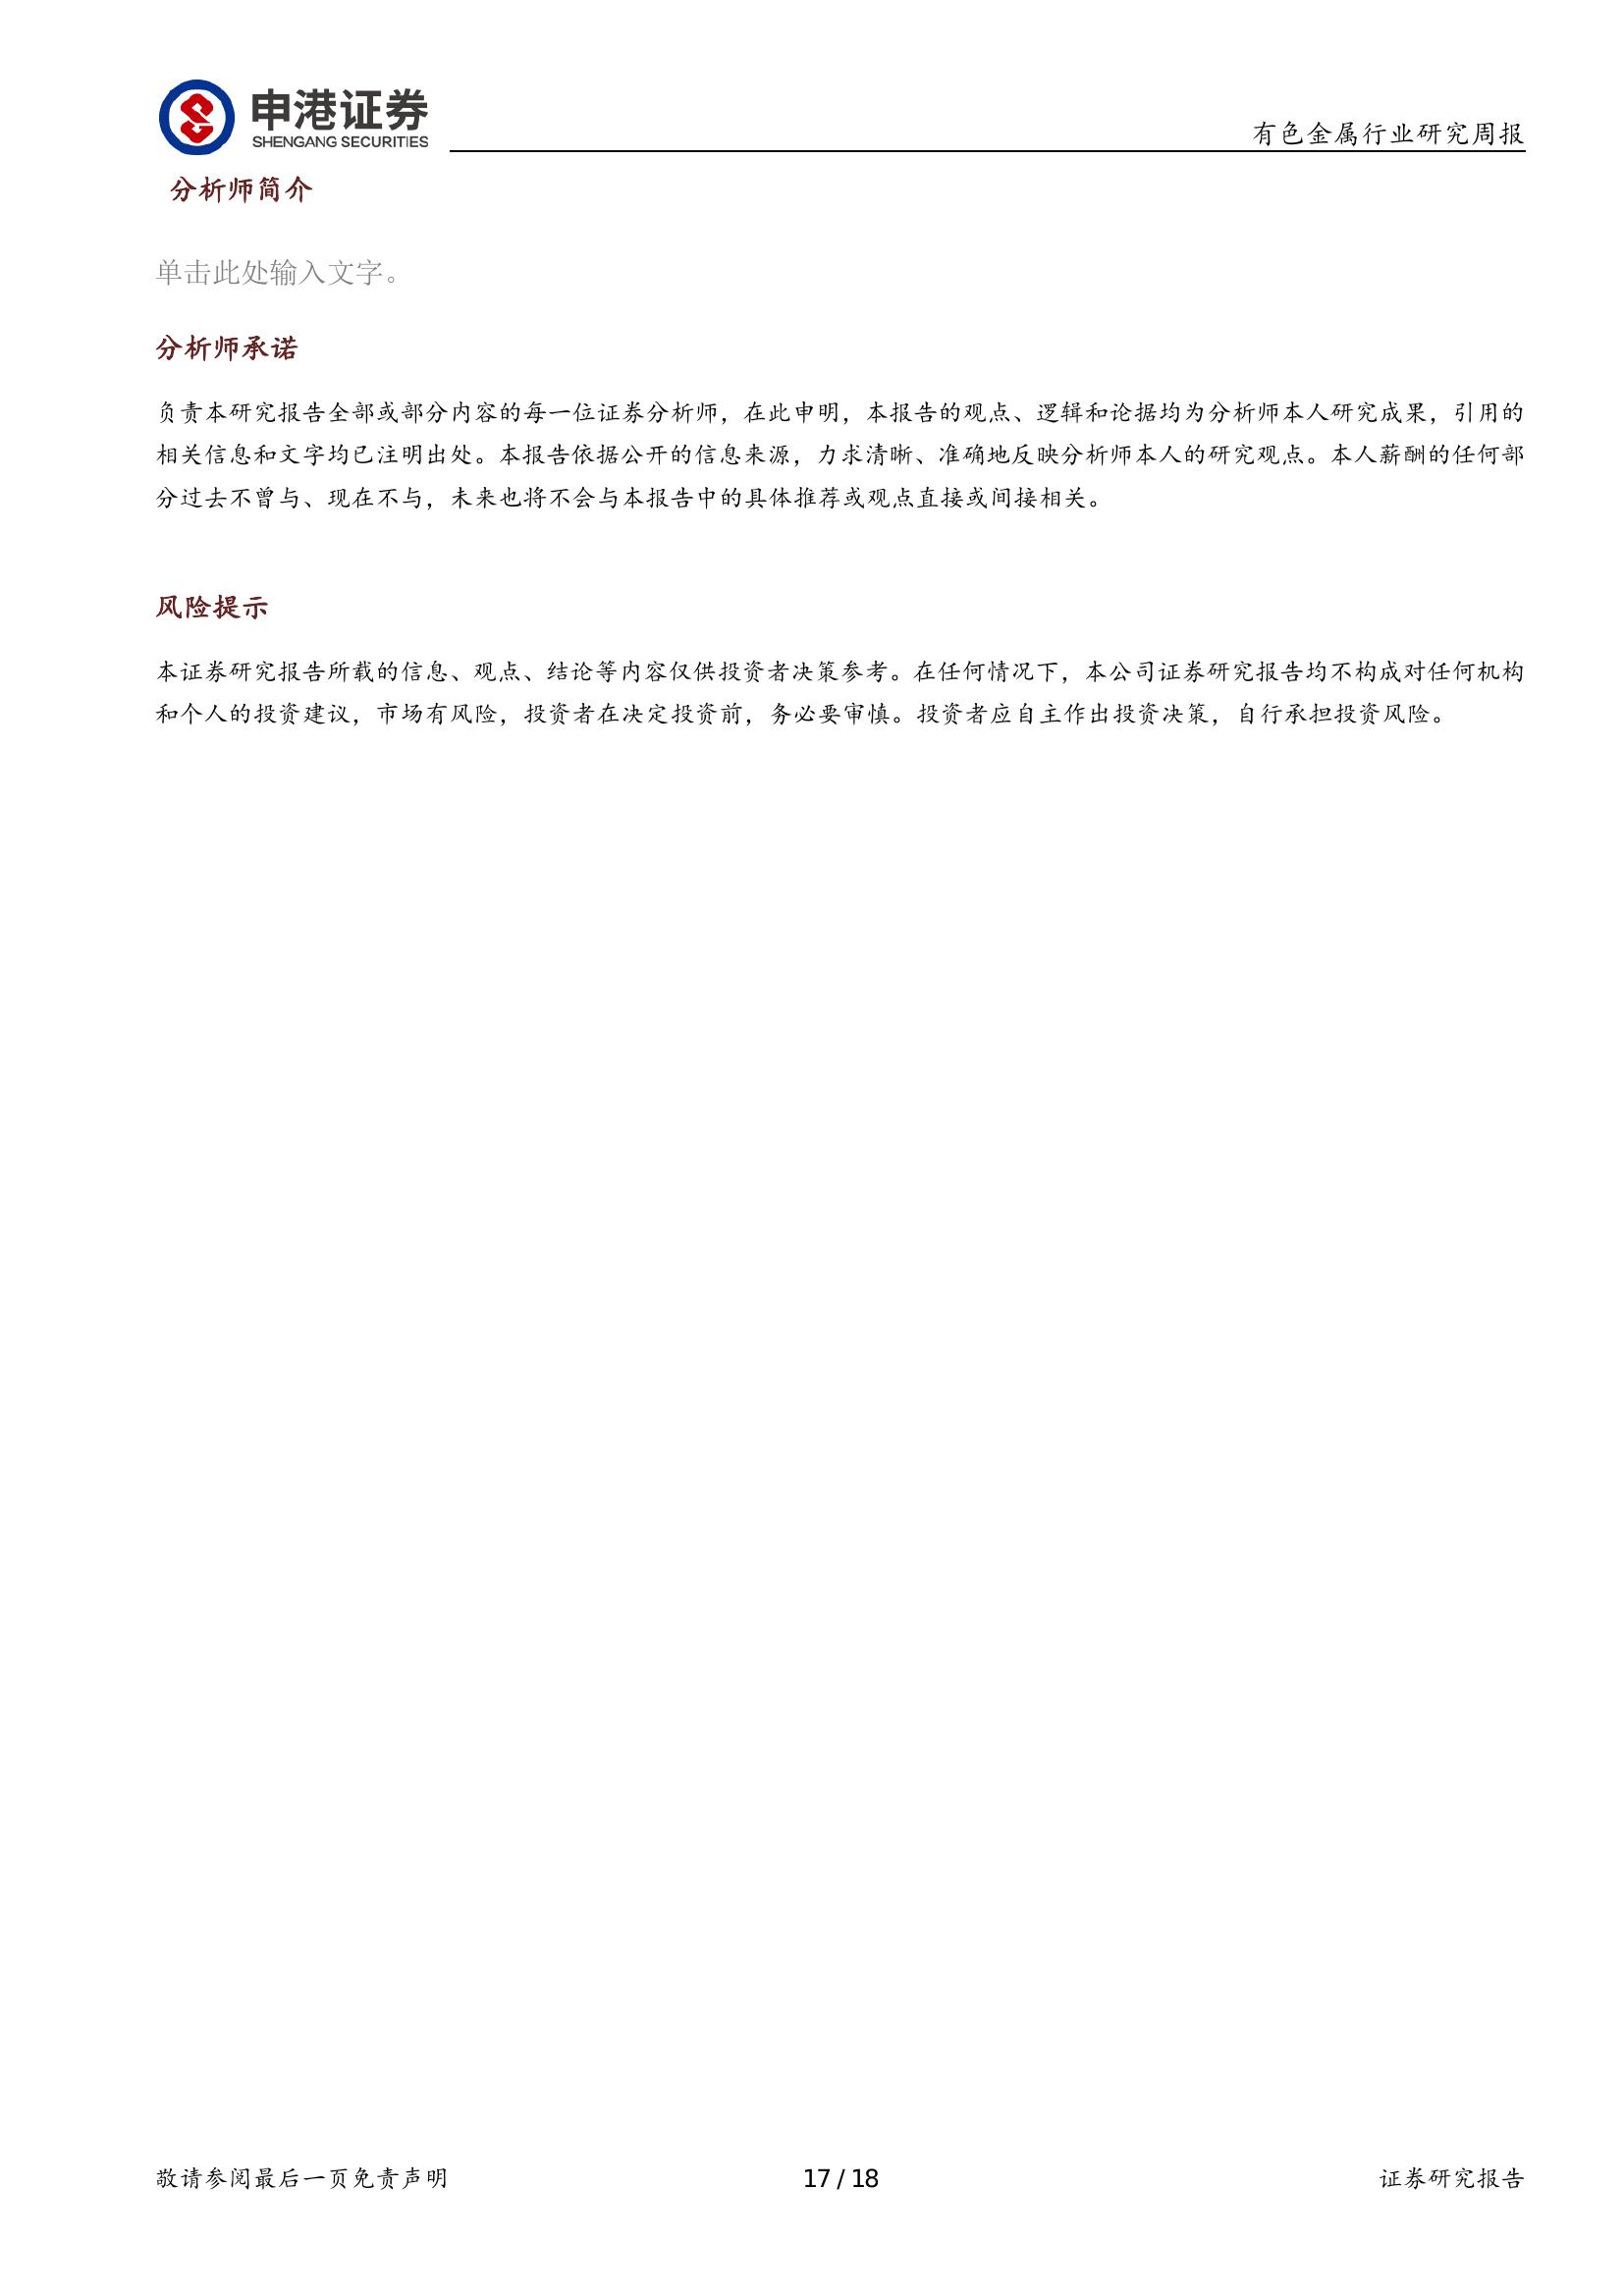 申港证券
SHENGANG SECURITIES
有色金属行业研究周报
分析师简介
单击此处输入文字。
分析师承诺
负责本研究报告全部或部分内容的每一位证券分析师，在此申明，本报告的观点、逻辑和论据均为分析师本人研究成果，引用的
相关信息和文字均已注明出处。本报告依据公开的信息来源，力求清晰、准确地反映分析师本人的研究观点。本人薪酬的任何部
分过去不曾与、现在不与，未来也将不会与本报告中的具体推荐或观点直接或间接相关。
风险提示
本证券研究报告所载的信息、观点、结论等内容仅供投资者决策参考。在任何情况下，本公司证券研究报告均不构成对任何机构
和个人的投资建议，市场有风险，投资者在决定投资前，务必要审慎。投资者应自主作出投资决策，自行承担投资风险。
敬请参阅最后一页免责声明
17 / 18
证券研究报告